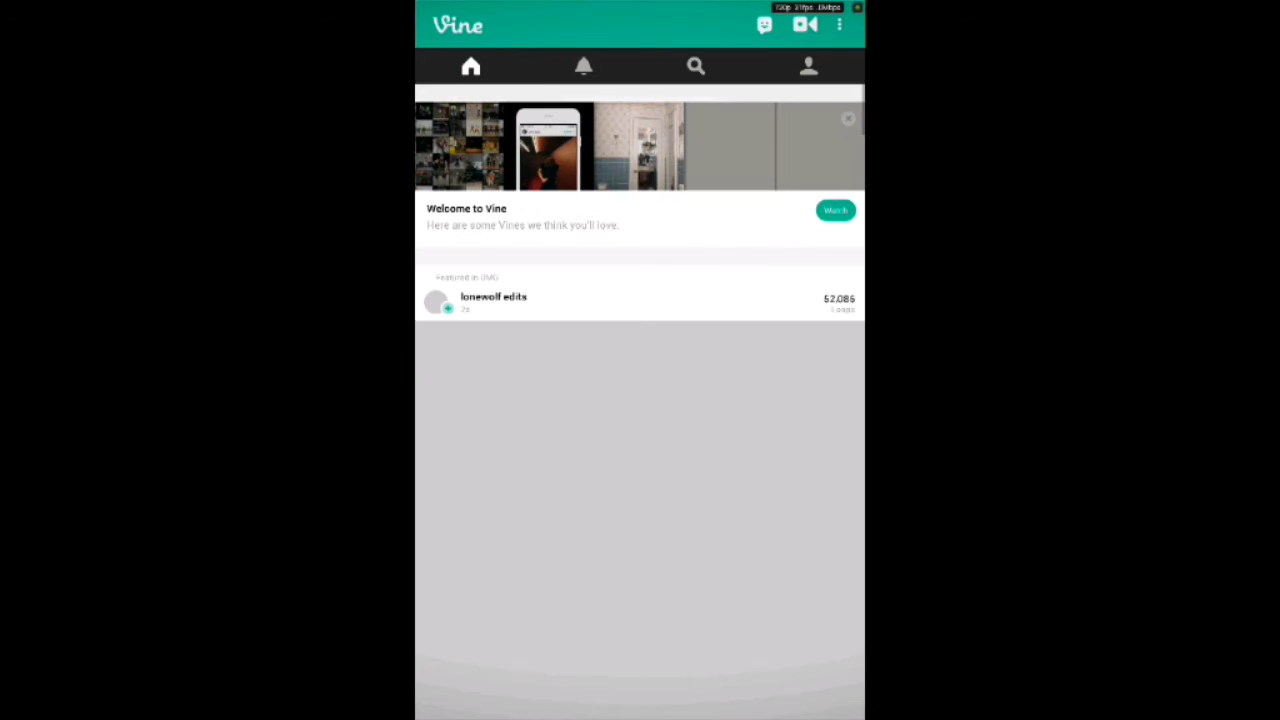 Vine
Welcome to Vine
Watch
Here are some Vines we think you'll love.
Featured in OMG
lonewolf edits
52,086
Loops